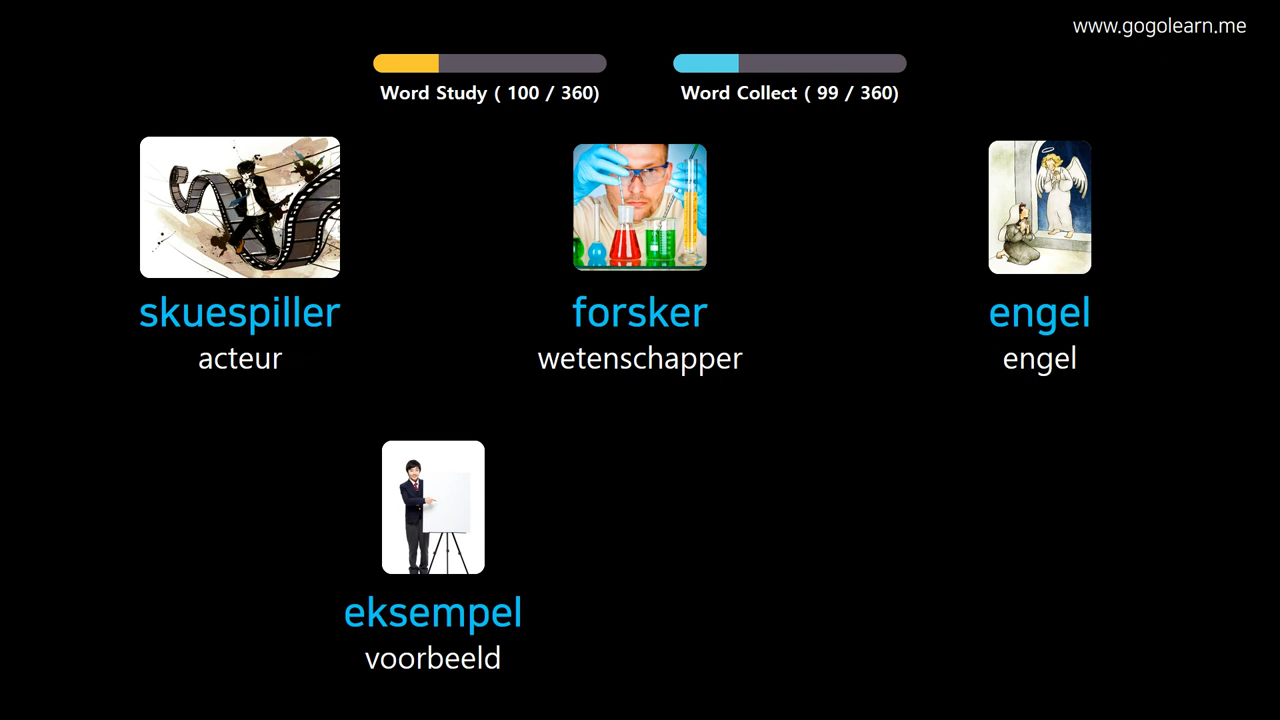 www.gogolearn.me
Word Study ( 100 / 360)
Word Collect ( 99 / 360)
skuespiller
acteur
forsker
wetenschapper
engel
engel
eksempel
voorbeeld